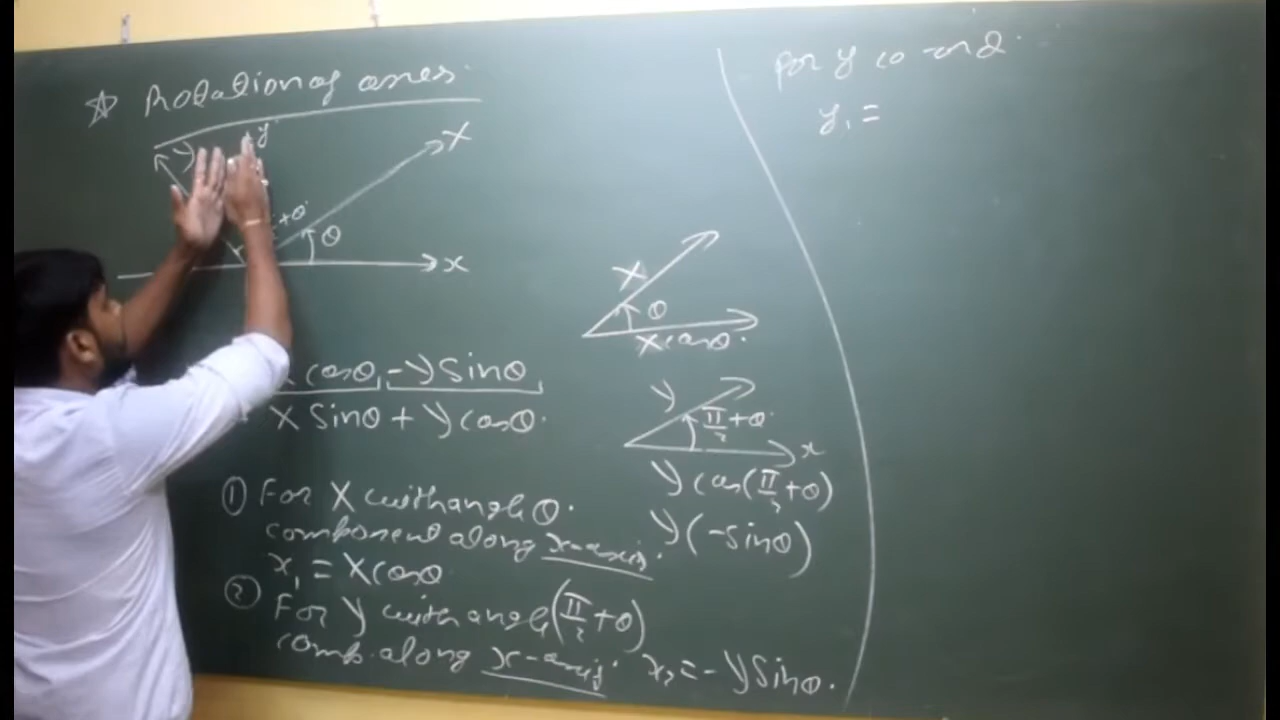 ☆ Rotation of axes.
y
Y
X
+θ
θ
x
X cosθ - Y sinθ
X sinθ + Y cosθ.
① For X with angle θ.
component along x-axis.
x₁ = X cosθ
② For Y with angle (π/2 + θ)
comp. along x-axis. x₂ = - Y sinθ.
X
θ
X cosθ.
Y
π/2 + θ
x
Y cos(π/2 + θ)
Y (-sinθ)
For y co-ord.
y₁ =